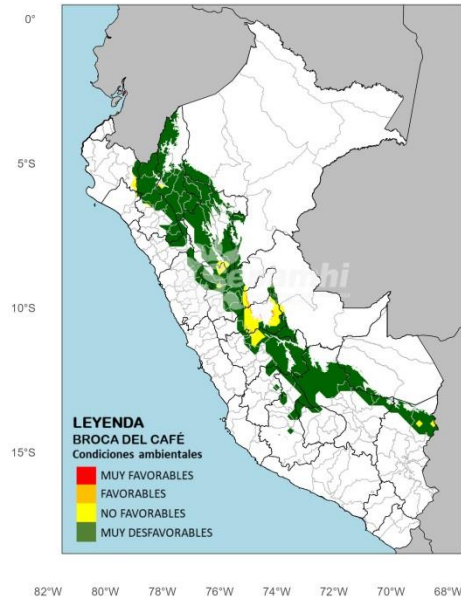 0°
5°S
10°S
15°S
senamhi
LEYENDA
BROCA DEL CAFÉ
Condiciones ambientales
MUY FAVORABLES
FAVORABLES
NO FAVORABLES
MUY DESFAVORABLES
82°W 80°W 78°W 76°W 74°W 72°W 70°W 68°W